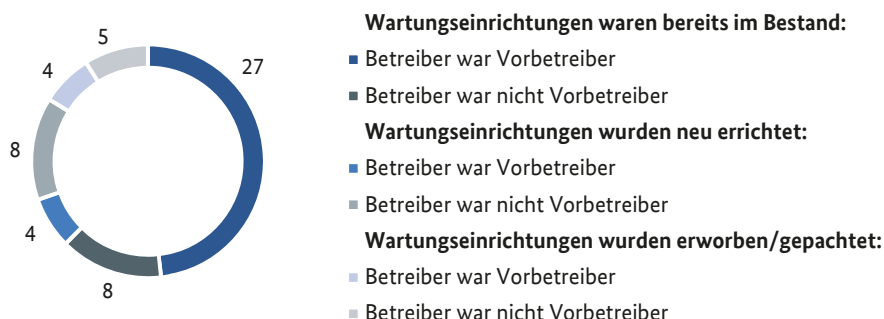 5
4
27
8
4
8
Wartungseinrichtungen waren bereits im Bestand:
Betreiber war Vorbetreiber
Betreiber war nicht Vorbetreiber
Wartungseinrichtungen wurden neu errichtet:
Betreiber war Vorbetreiber
Betreiber war nicht Vorbetreiber
Wartungseinrichtungen wurden erworben/gepachtet:
Betreiber war Vorbetreiber
Betreiber war nicht Vorbetreiber